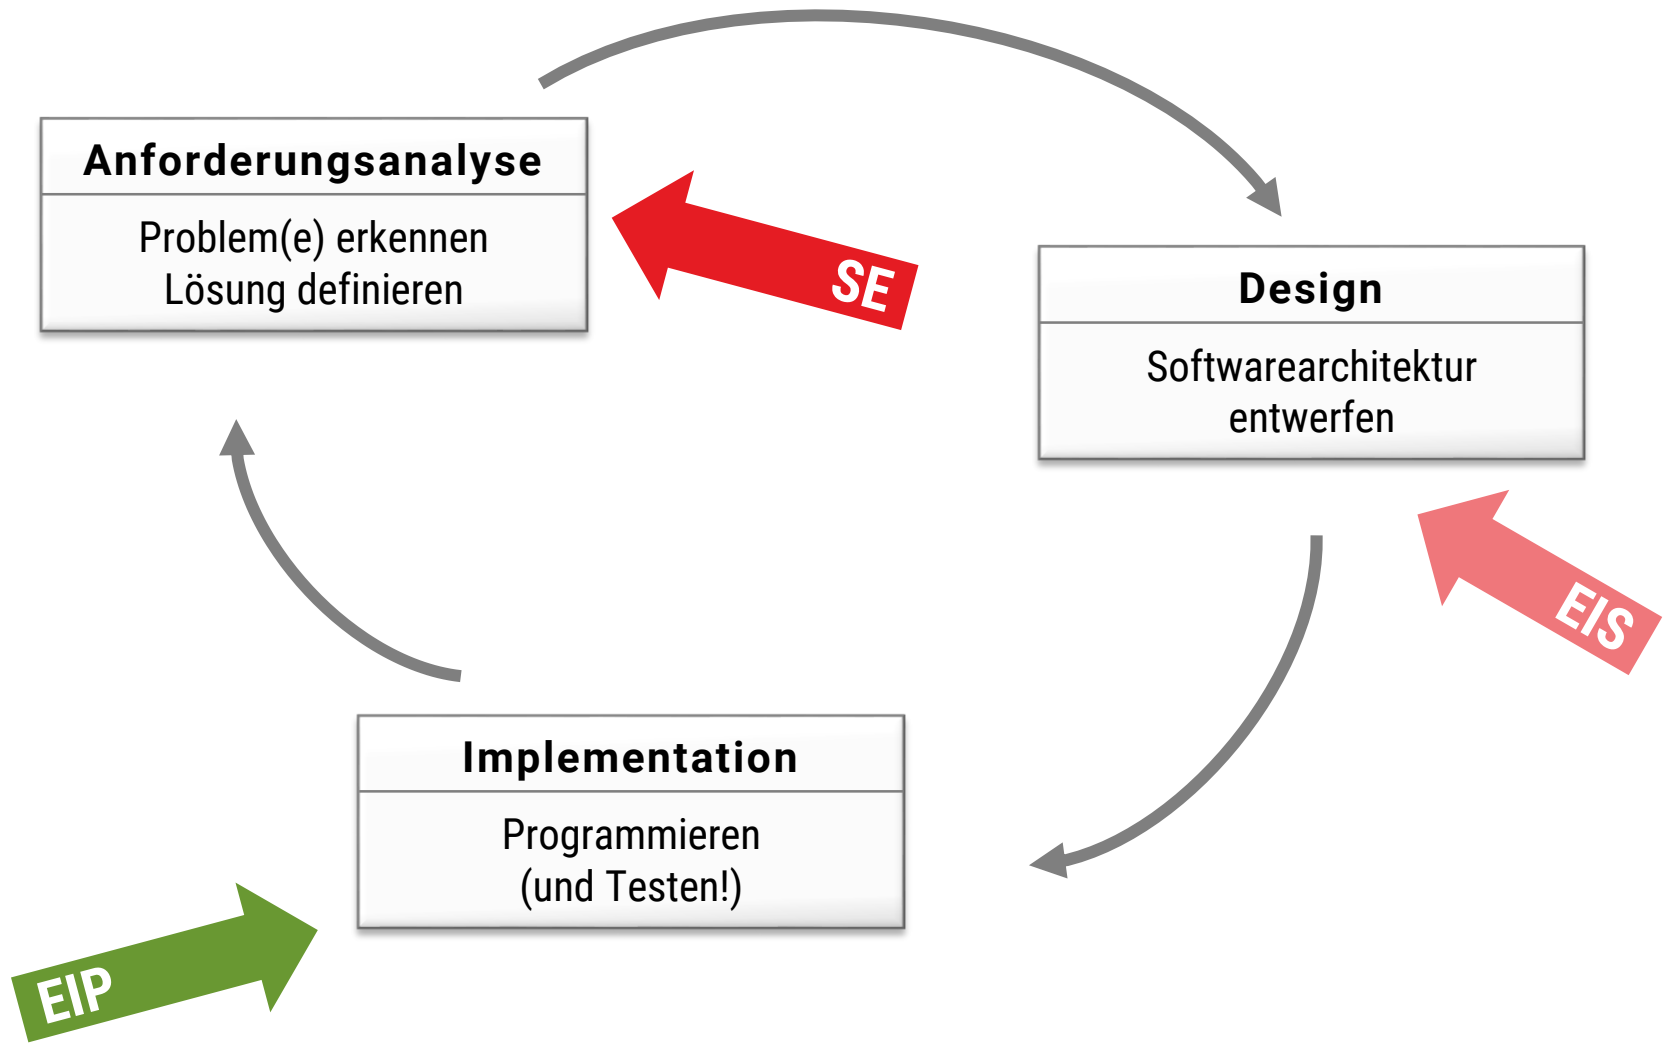 Anforderungsanalyse
Problem(e) erkennen
Lösung definieren
SE
Design
Softwarearchitektur
entwerfen
EIS
Implementation
Programmieren
(und Testen!)
EIP